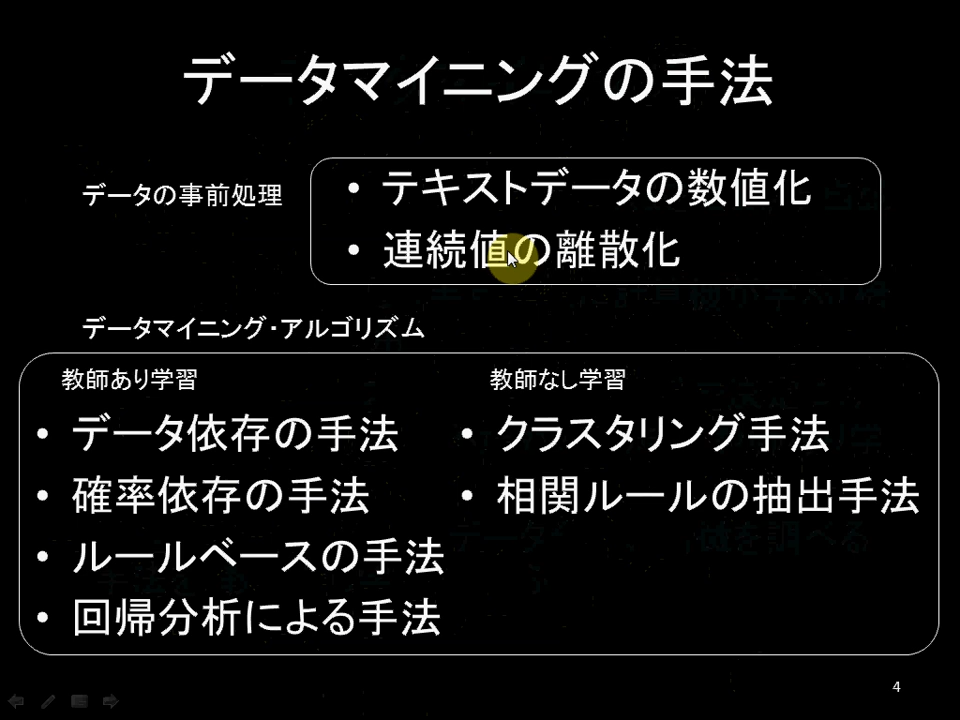 データマイニングの手法
データの事前処理
• テキストデータの数値化
• 連続値の離散化
データマイニング・アルゴリズム
教師あり学習
• データ依存の手法
• 確率依存の手法
• ルールベースの手法
• 回帰分析による手法
教師なし学習
• クラスタリング手法
• 相関ルールの抽出手法
4